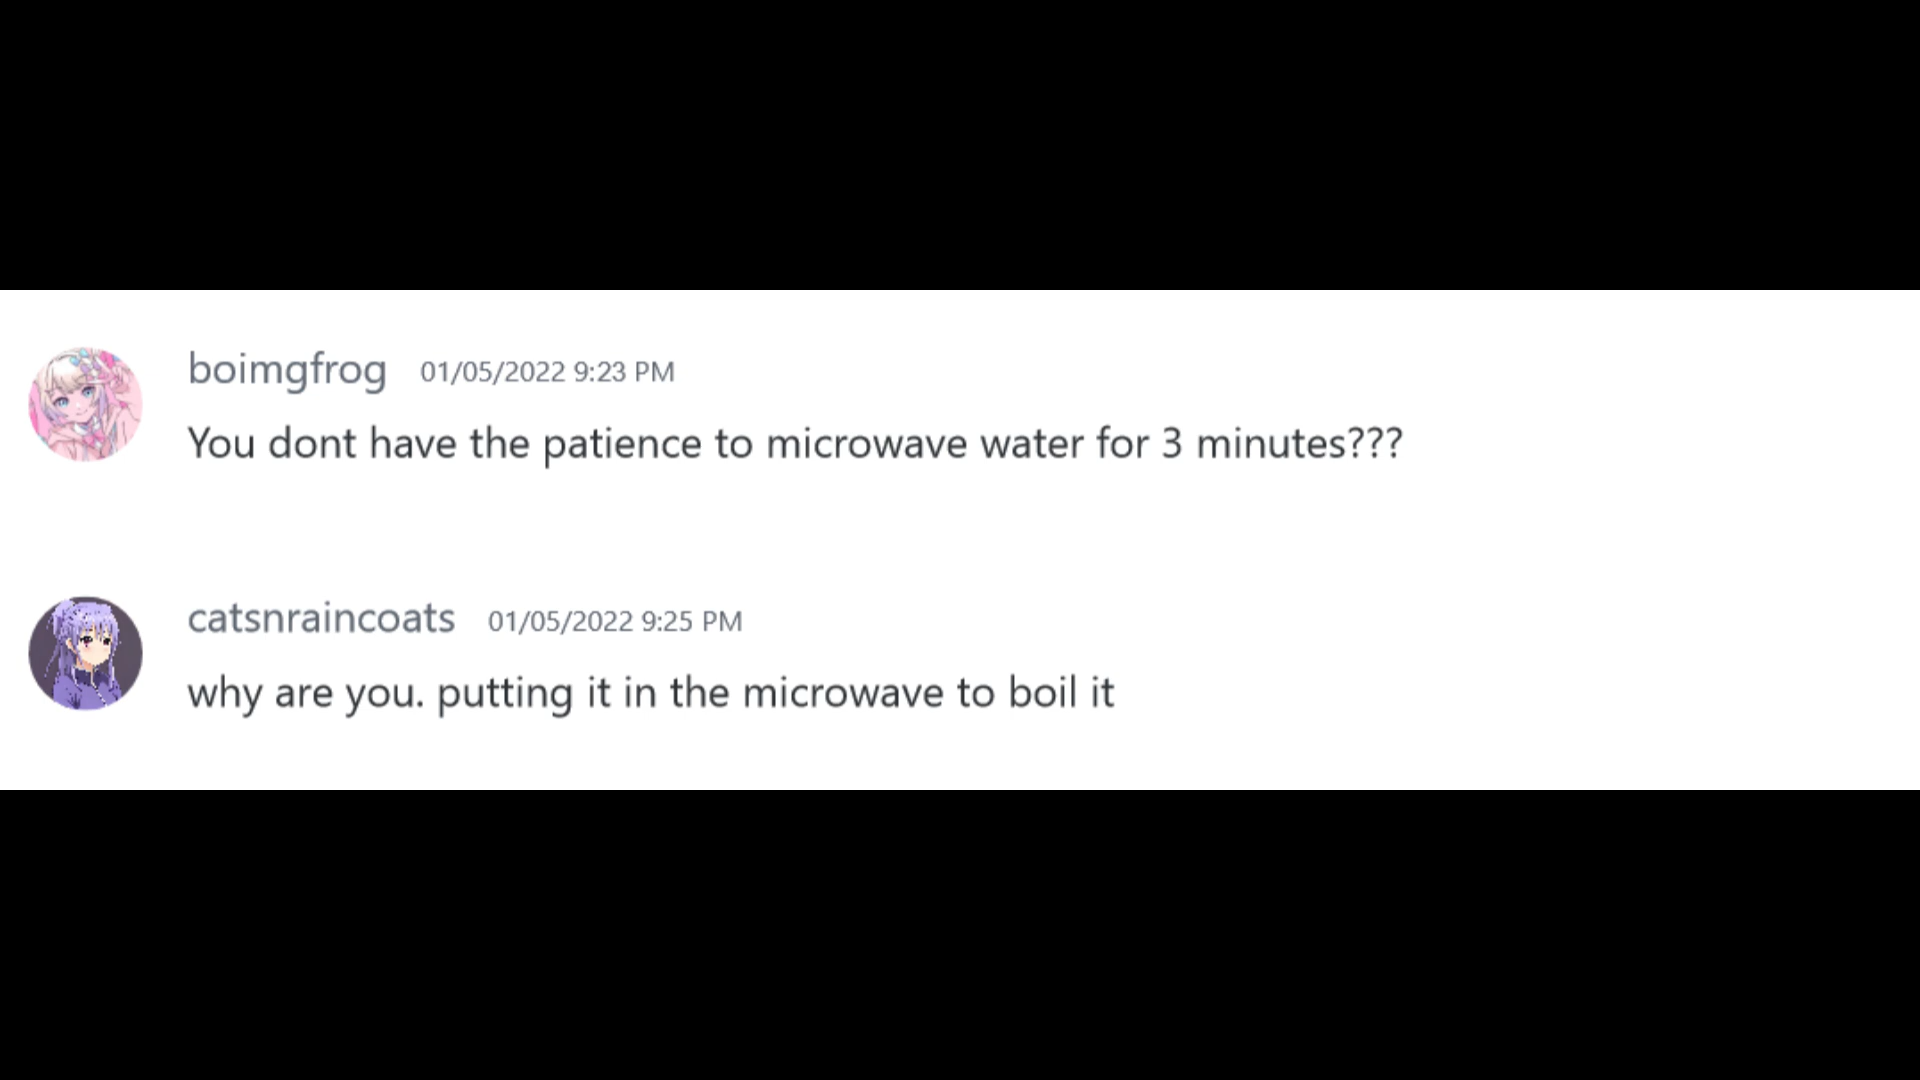 boimgfrog 01/05/2022 9:23 PM
You dont have the patience to microwave water for 3 minutes???
catsnraincoats 01/05/2022 9:25 PM
why are you. putting it in the microwave to boil it